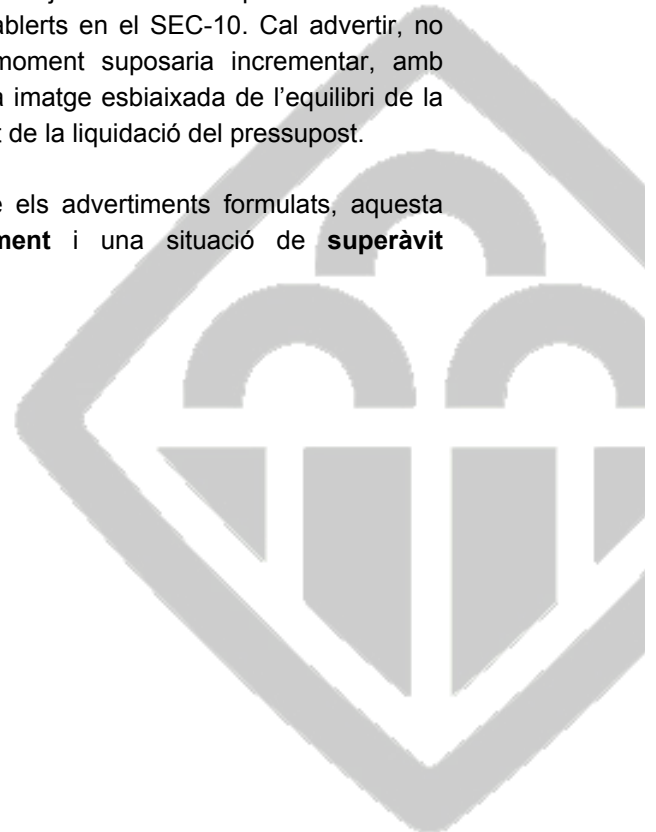 ablerts en el SEC-10. Cal advertir, no
moment suposaria incrementar, amb
a imatge esbiaixada de l'equilibri de la
t de la liquidació del pressupost.
e els advertiments formulats, aquesta
ment i una situació de superàvit